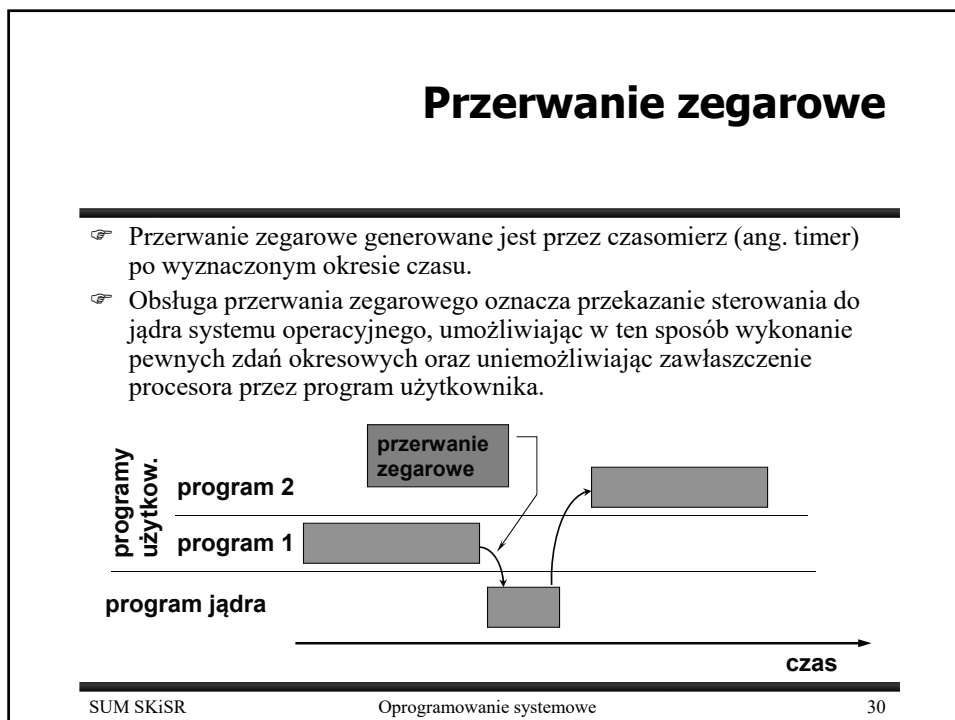 Przerwanie zegarowe
☞ Przerwanie zegarowe generowane jest przez czasomierz (ang. timer)
po wyznaczonym okresie czasu.
☞ Obsługa przerwania zegarowego oznacza przekazanie sterowania do
jądra systemu operacyjnego, umożliwiając w ten sposób wykonanie
pewnych zdań okresowych oraz uniemożliwiając zawłaszczenie
procesora przez program użytkownika.
przerwanie
zegarowe
programy
użytkow.
program 2
program 1
program jądra
czas
SUM SKiSR Oprogramowanie systemowe 30